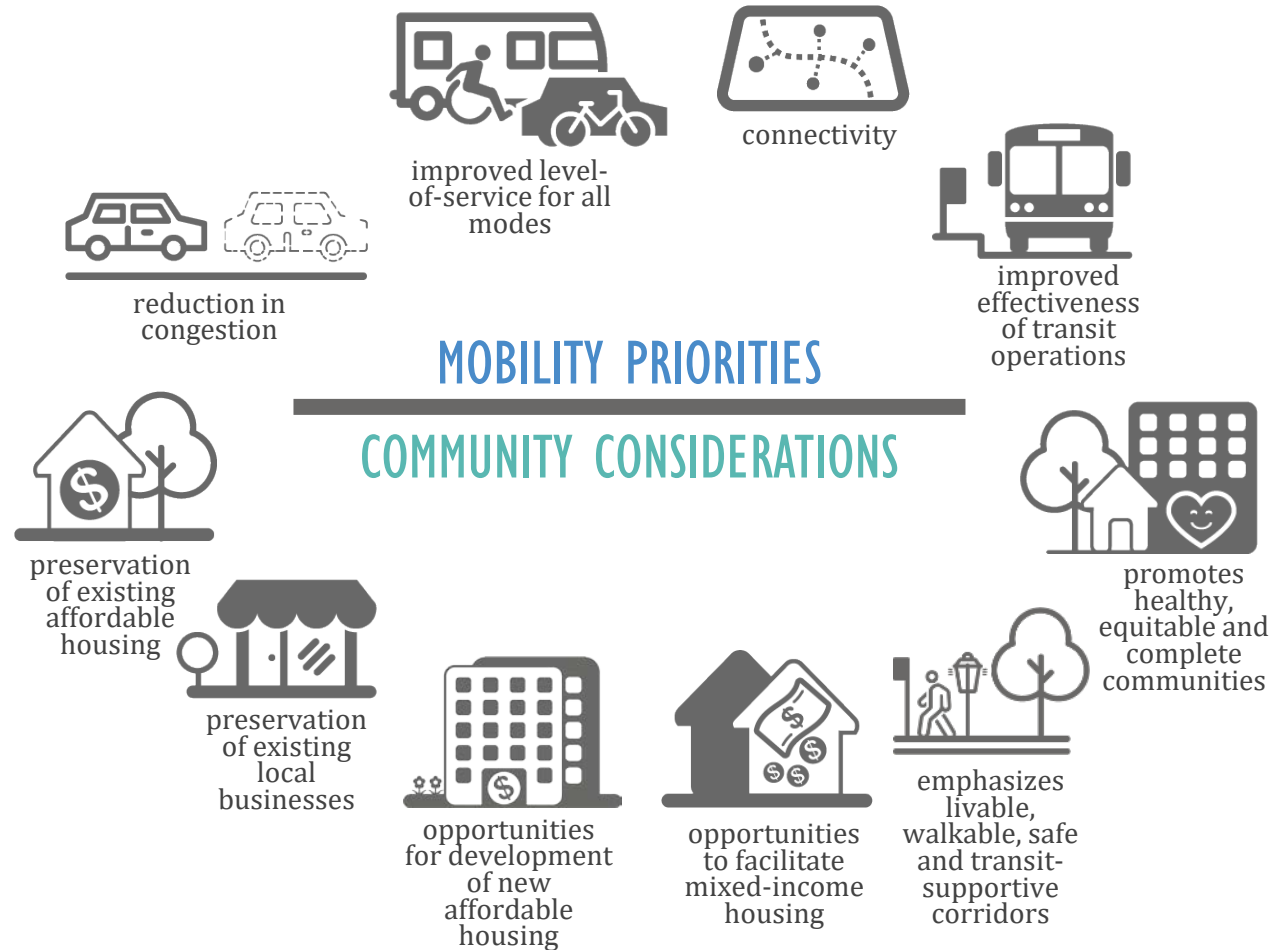 improved level-
of-service for all
modes
connectivity
reduction in
congestion
improved
effectiveness
of transit
operations
MOBILITY PRIORITIES
COMMUNITY CONSIDERATIONS
$
preservation
of existing
affordable
housing
preservation
of existing
local
businesses
$
opportunities
for development
of new
affordable
housing
$
$
$ $
opportunities
to facilitate
mixed-income
housing
emphasizes
livable,
walkable, safe
and transit-
supportive
corridors
promotes
healthy,
equitable and
complete
communities